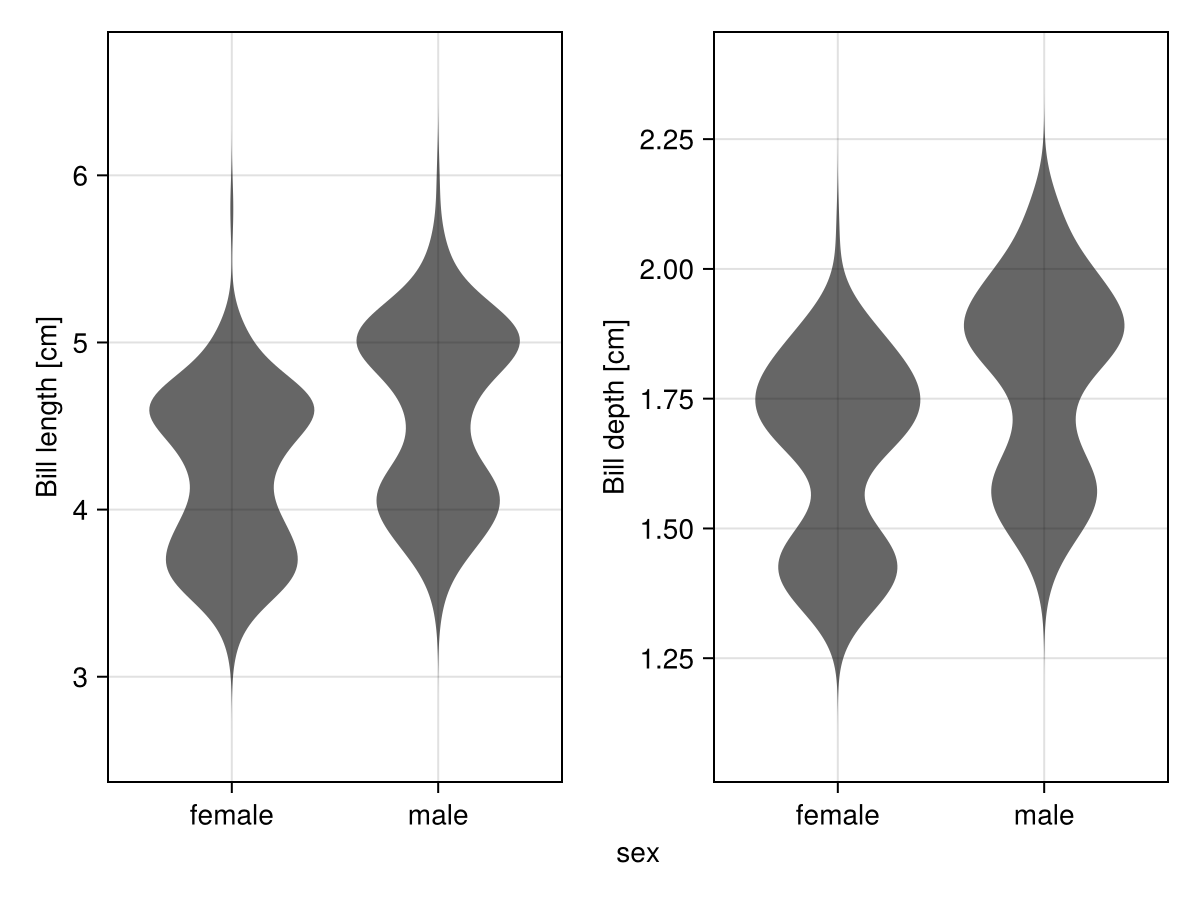 Bill length [cm]
6
5
4
3
female
male
Bill depth [cm]
2.25
2.00
1.75
1.50
1.25
female
male
sex